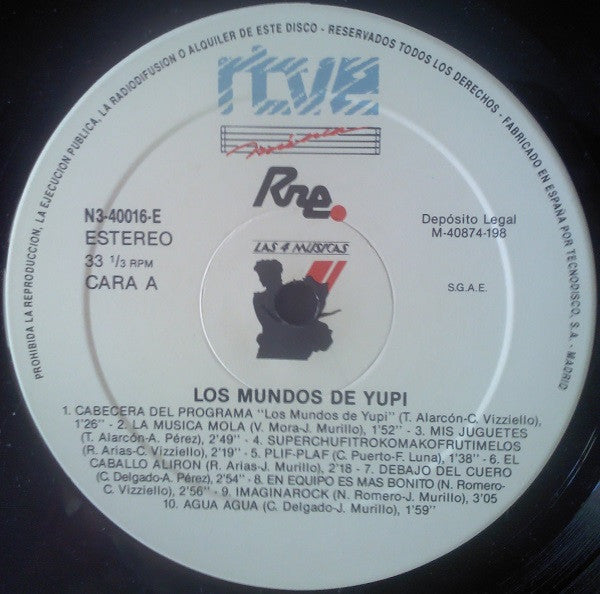 PROHIBIDA LA REPRODUCCION, LA EJECUCION PUBLICA, LA RADIODIFUSION O ALQUILER DE ESTE DISCO - RESERVADOS TODOS LOS DERECHOS - FABRICADO EN ESPAÑA POR TECNODISCO, S.A. - MADRID
rtve
música
Rne.
LAS 4 MUSICAS
N3-40016-E
ESTEREO
33 1/3 RPM
CARA A
Depósito Legal
M-40874-198
S.G.A.E.
LOS MUNDOS DE YUPI
1. CABECERA DEL PROGRAMA "Los Mundos de Yupi" (T. Alarcón-C. Vizziello),
1'26" - 2. LA MUSICA MOLA (V. Mora-J. Murillo), 1'52" - 3. MIS JUGUETES
(T. Alarcón-A. Pérez), 2'49" - 4. SUPERCHUFITROKOMAKOFRUTIMELOS
(R. Arias-C. Vizziello), 2'19" - 5. PLIF-PLAF (C. Puerto-F. Luna), 1'38" - 6. EL
CABALLO ALIRON (R. Arias-J. Murillo), 2'18 - 7. DEBAJO DEL CUERO
(C. Delgado-A. Pérez), 2'54" - 8. EN EQUIPO ES MAS BONITO (N. Romero-
C. Vizziello), 2'56" - 9. IMAGINAROCK (N. Romero-J. Murillo), 3'05
10. AGUA AGUA (C. Delgado-J. Murillo), 1'59"